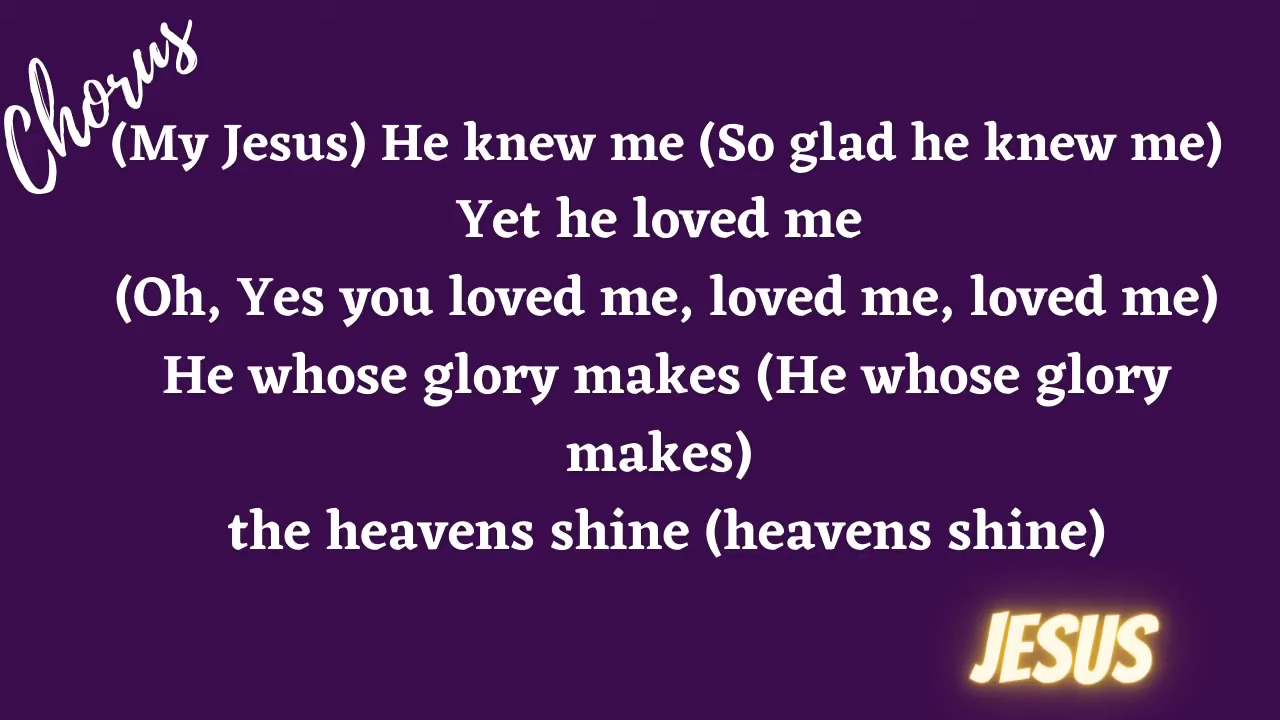 Chorus
(My Jesus) He knew me (So glad he knew me)
Yet he loved me
(Oh, Yes you loved me, loved me, loved me)
He whose glory makes (He whose glory
makes)
the heavens shine (heavens shine)
JESUS